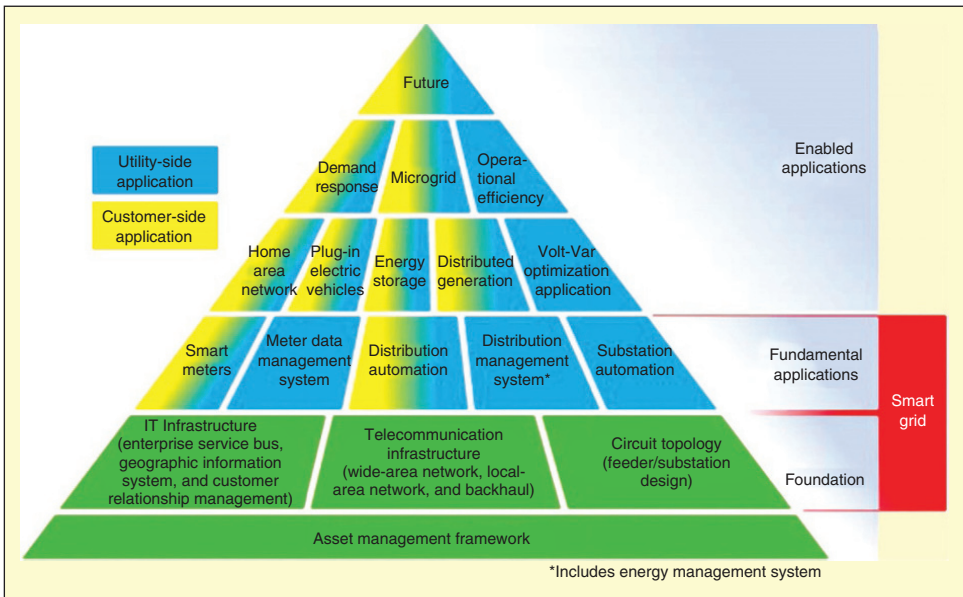 Future
Utility-side
application
Customer-side
application
Demand
response
Microgrid
Opera-
tional
efficiency
Enabled
applications
Home
area
network
Plug-in
electric
vehicles
Energy
storage
Distributed
generation
Volt-Var
optimization
application
Smart
meters
Meter data
management
system
Distribution
automation
Distribution
management
system*
Substation
automation
Fundamental
applications
Smart
grid
IT Infrastructure
(enterprise service bus,
geographic information
system, and customer
relationship management)
Telecommunication
infrastructure
(wide-area network, local-
area network, and backhaul)
Circuit topology
(feeder/substation
design)
Foundation
Asset management framework
*Includes energy management system